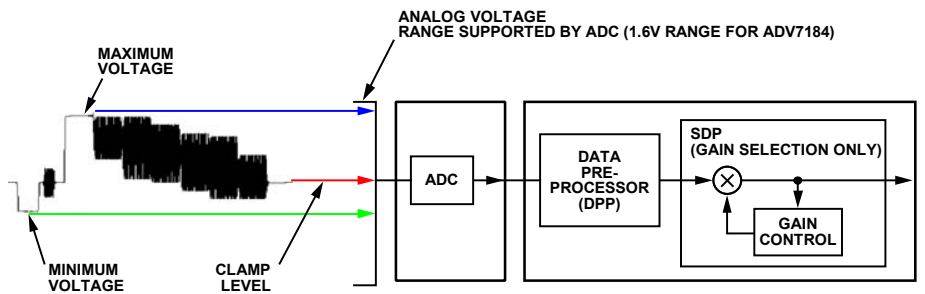 ANALOG VOLTAGE
RANGE SUPPORTED BY ADC (1.6V RANGE FOR ADV7184)
MAXIMUM
VOLTAGE
SDP
(GAIN SELECTION ONLY)
DATA
PRE-
PROCESSOR
(DPP)
ADC
GAIN
CONTROL
MINIMUM
VOLTAGE
CLAMP
LEVEL